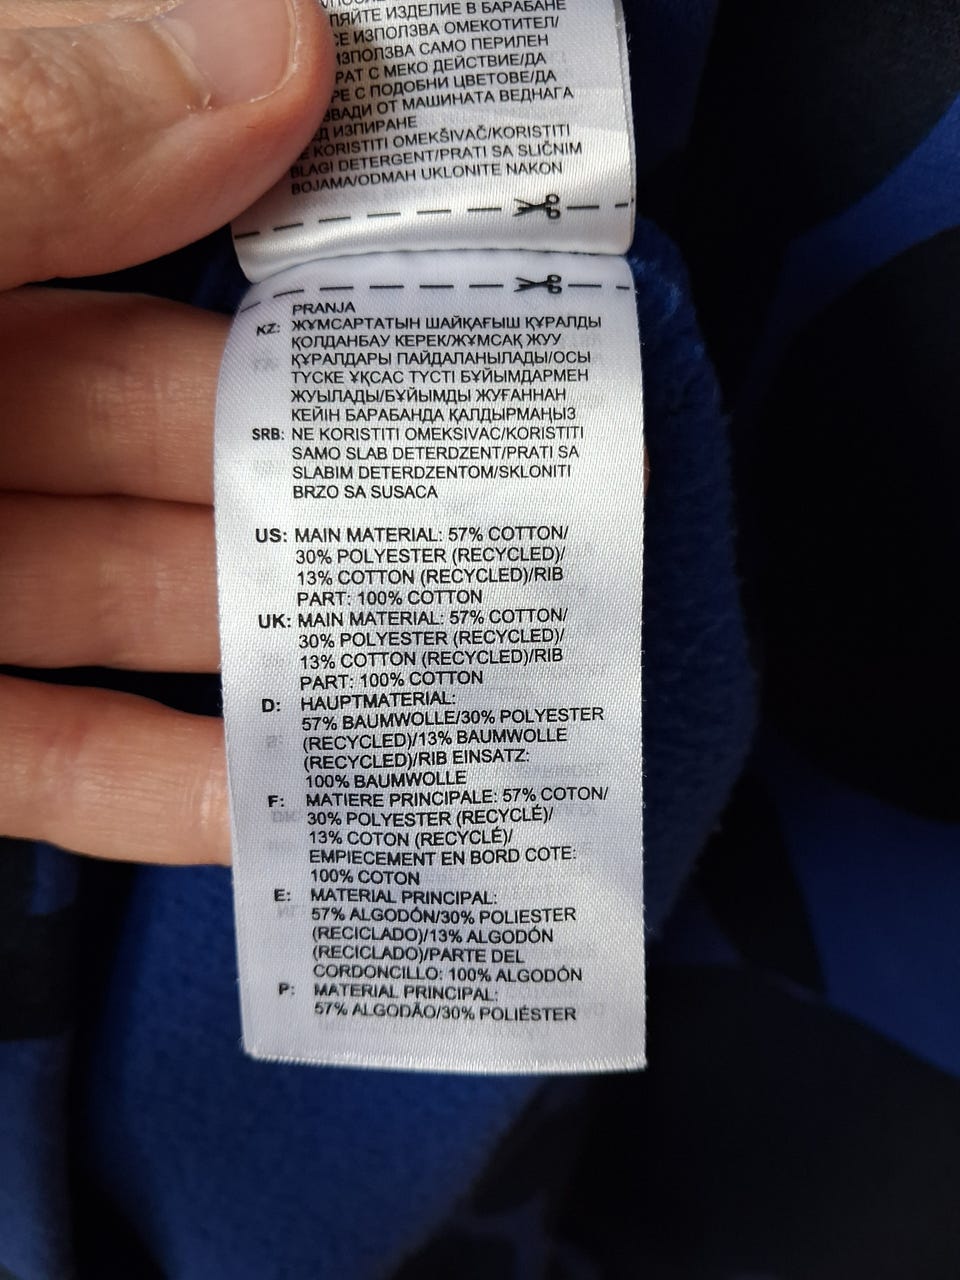 ПЯЙТЕ ИЗДЕЛИЕ В БАРАБАНЕ
СЕ ИЗПОЛЗВА ОМЕКОТИТЕЛ/
ИЗПОЛЗВА САМО ПЕРИЛЕН
РАТ С МЕКО ДЕЙСТВИЕ/ДА
РЕ С ПОДОБНИ ЦВЕТОВЕ/ДА
ЗВАДИ ОТ МАШИНАТА ВЕДНАГА
ЕД ИЗПИРАНЕ
NE KORISTITI OMEKŠIVAČ/KORISTITI
BLAGI DETERGENT/PRATI SA SLIČNIM
BOJAMA/ODMAH UKLONITE NAKON
PRANJA
KZ: ЖҰМСАРТАТЫН ШАЙҚАҒЫШ ҚҰРАЛДЫ
ҚОЛДАНБАУ КЕРЕК/ЖҰМСАҚ ЖУУ
ҚҰРАЛДАРЫ ПАЙДАЛАНЫЛАДЫ/ОСЫ
ТҮСКЕ ҰҚСАС ТҮСТІ БҰЙЫМДАРМЕН
ЖУЫЛАДЫ/БҰЙЫМДЫ ЖУҒАННАН
КЕЙІН БАРАБАНДА ҚАЛДЫРМАҢЫЗ
SRB: NE KORISTITI OMEKSIVAC/KORISTITI
SAMO SLAB DETERDZENT/PRATI SA
SLABIM DETERDZENTOM/SKLONITI
BRZO SA SUSACA
US: MAIN MATERIAL: 57% COTTON/
30% POLYESTER (RECYCLED)/
13% COTTON (RECYCLED)/RIB
PART: 100% COTTON
UK: MAIN MATERIAL: 57% COTTON/
30% POLYESTER (RECYCLED)/
13% COTTON (RECYCLED)/RIB
PART: 100% COTTON
D: HAUPTMATERIAL:
57% BAUMWOLLE/30% POLYESTER
(RECYCLED)/13% BAUMWOLLE
(RECYCLED)/RIB EINSATZ:
100% BAUMWOLLE
F: MATIERE PRINCIPALE: 57% COTON/
30% POLYESTER (RECYCLÉ)/
13% COTON (RECYCLÉ)/
EMPIECEMENT EN BORD COTE:
100% COTON
E: MATERIAL PRINCIPAL:
57% ALGODÓN/30% POLIESTER
(RECICLADO)/13% ALGODÓN
(RECICLADO)/PARTE DEL
CORDONCILLO: 100% ALGODÓN
P: MATERIAL PRINCIPAL:
57% ALGODÃO/30% POLIÉSTER